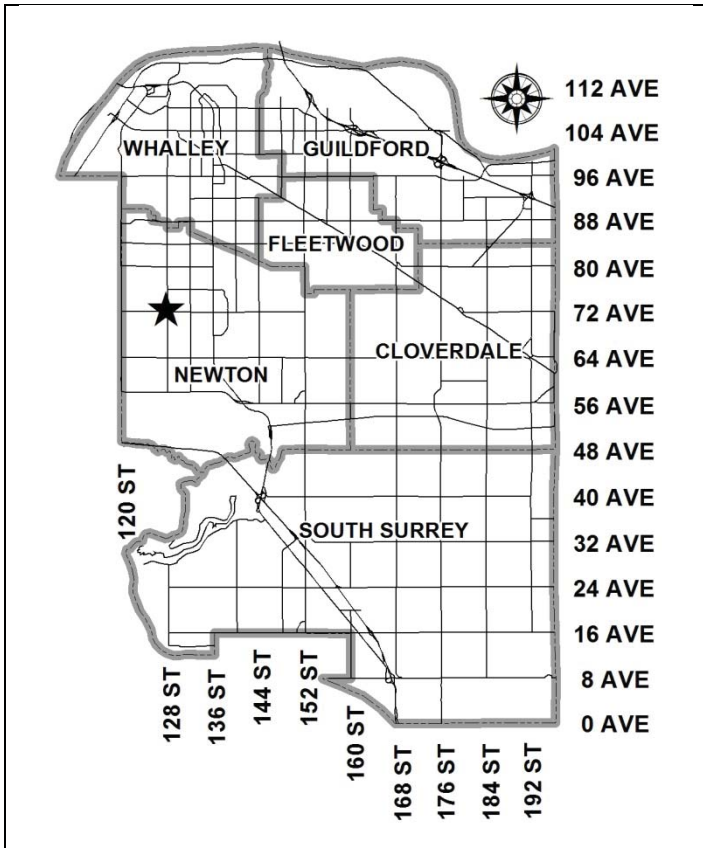 112 AVE
104 AVE
WHALLEY
GUILDFORD
96 AVE
88 AVE
FLEETWOOD
80 AVE
72 AVE
CLOVERDALE
64 AVE
NEWTON
56 AVE
48 AVE
120 ST
40 AVE
SOUTH SURREY
32 AVE
24 AVE
16 AVE
8 AVE
0 AVE
128 ST
136 ST
144 ST
152 ST
160 ST
168 ST
176 ST
184 ST
192 ST